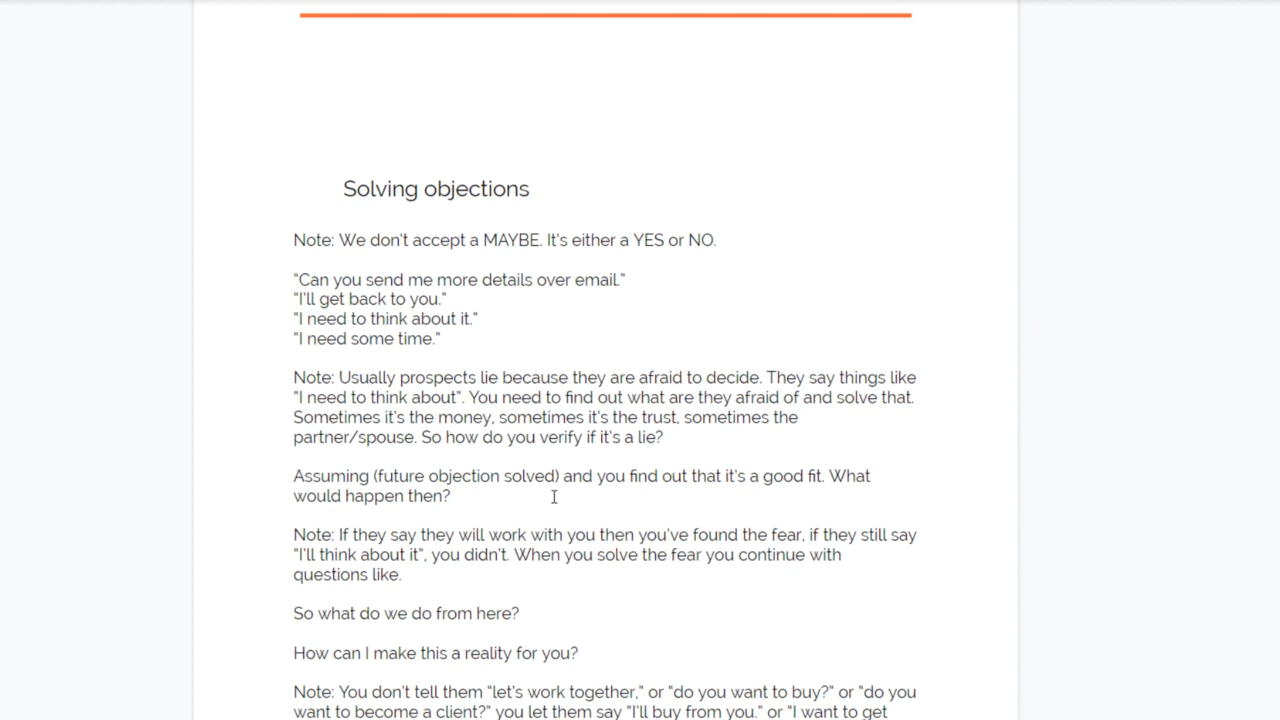 Solving objections
Note: We don't accept a MAYBE. It's either a YES or NO.
"Can you send me more details over email."
"I'll get back to you."
"I need to think about it."
"I need some time."
Note: Usually prospects lie because they are afraid to decide. They say things like
"I need to think about". You need to find out what are they afraid of and solve that.
Sometimes it's the money, sometimes it's the trust, sometimes the
partner/spouse. So how do you verify if it's a lie?
Assuming (future objection solved) and you find out that it's a good fit. What
would happen then?
Note: If they say they will work with you then you've found the fear, if they still say
"I'll think about it", you didn't. When you solve the fear you continue with
questions like.
So what do we do from here?
How can I make this a reality for you?
Note: You don't tell them "let's work together," or "do you want to buy?" or "do you
want to become a client?" you let them say "I'll buy from you." or "I want to get